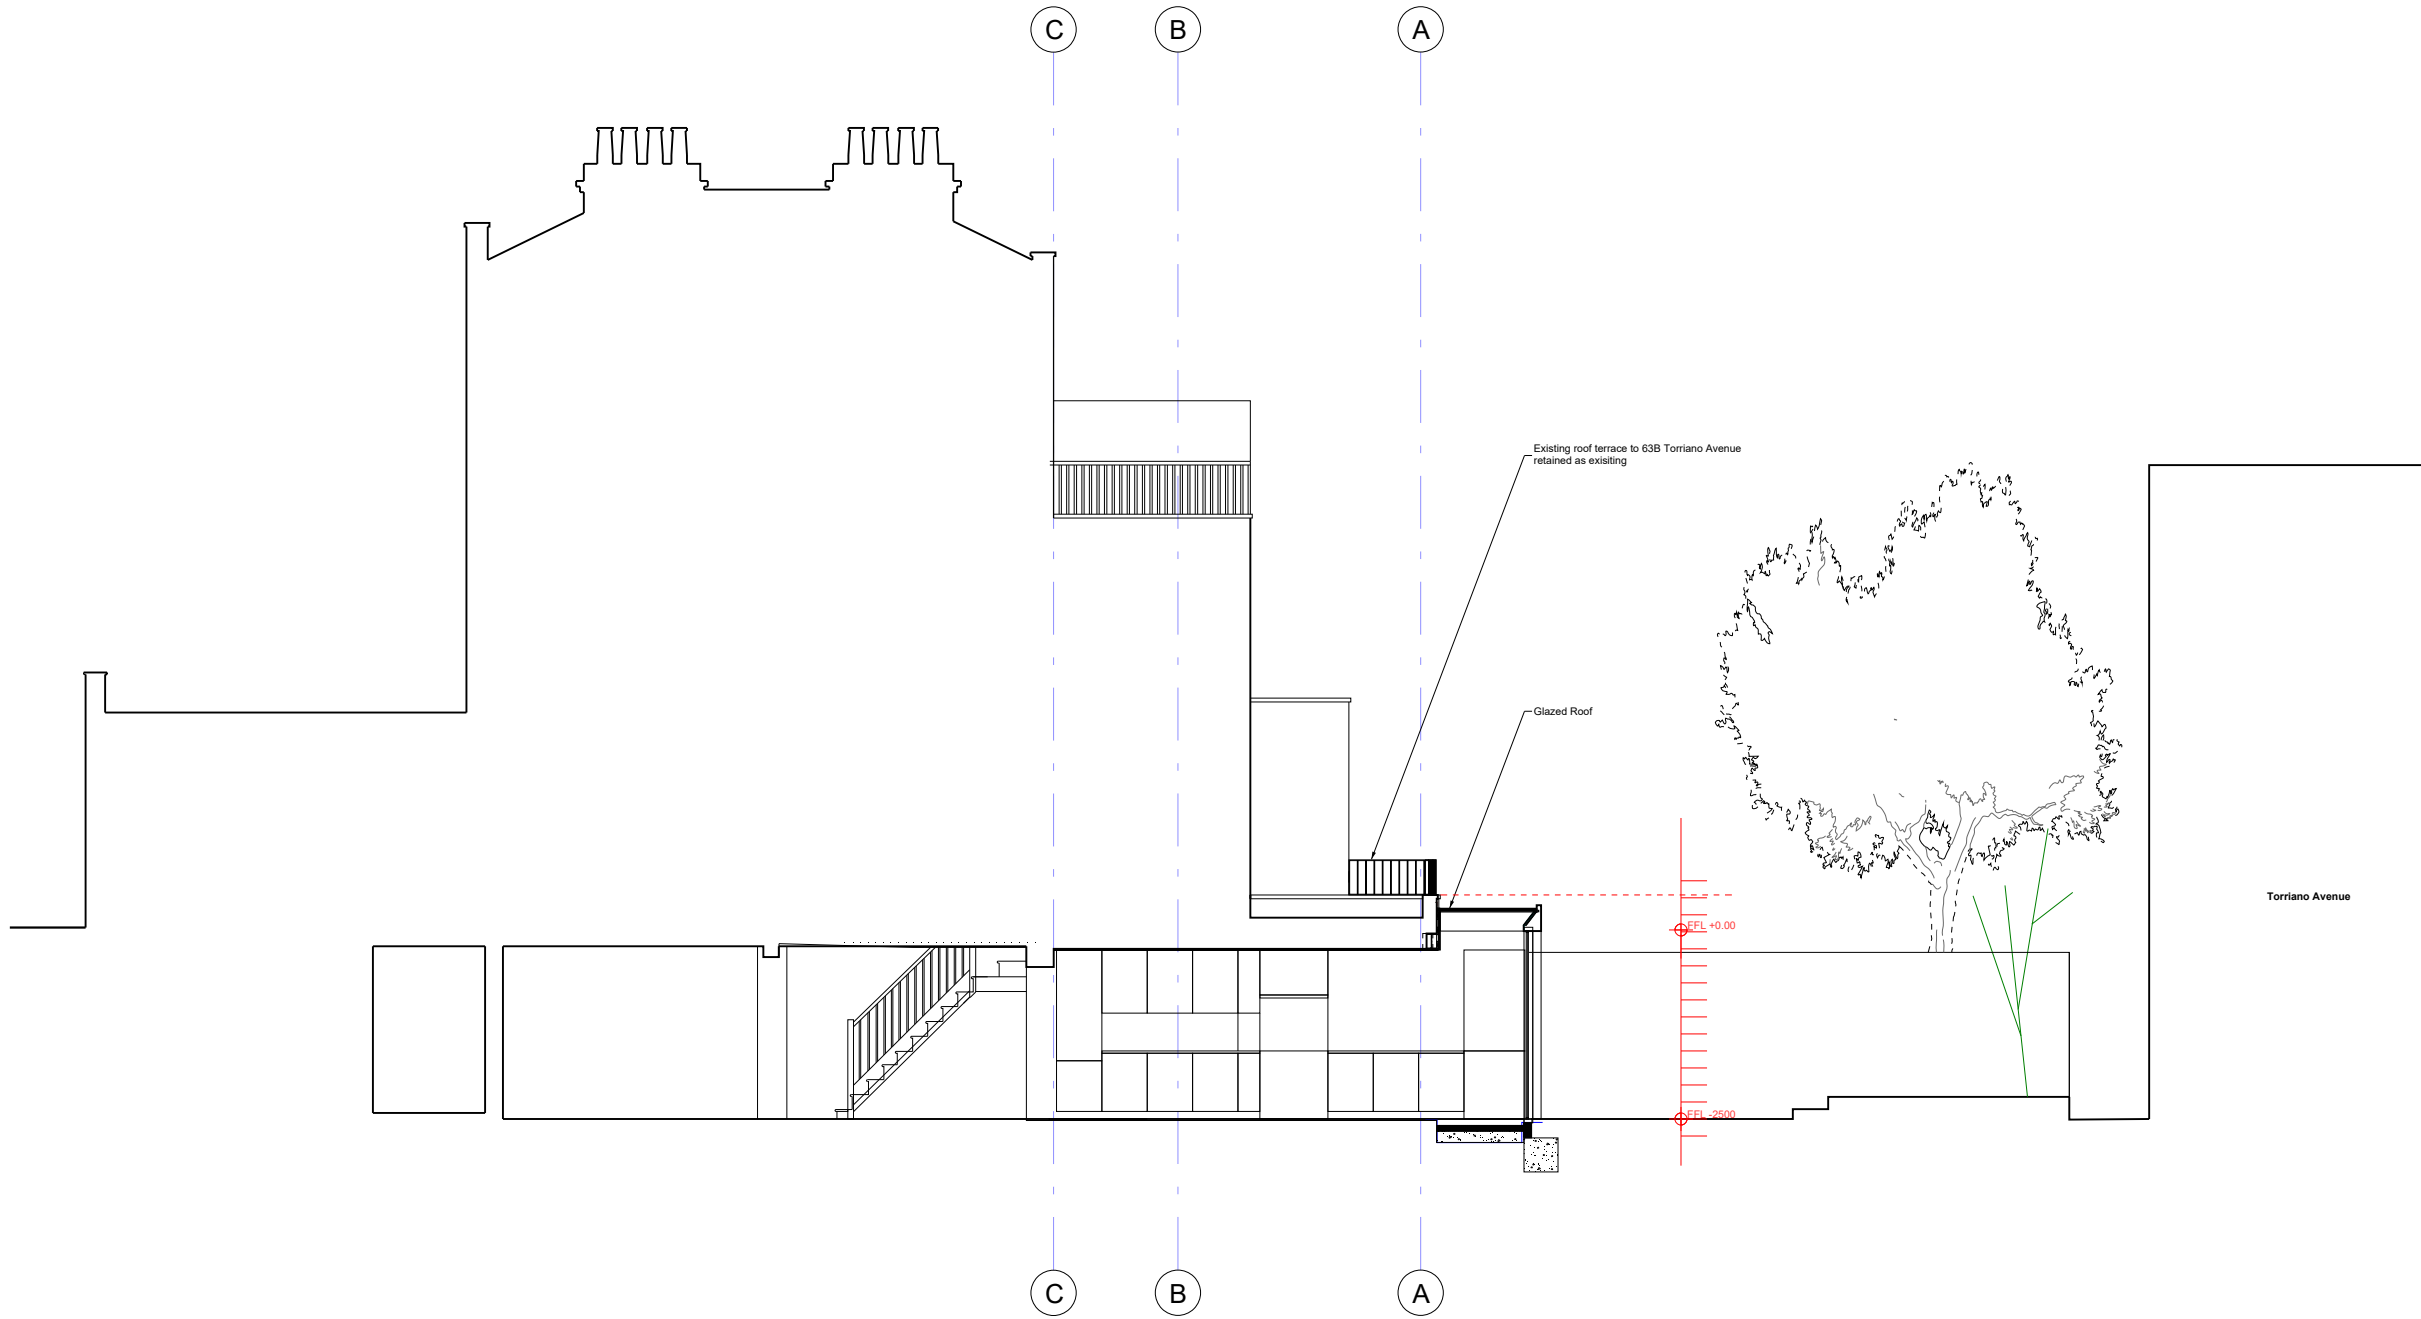 C B A
Existing roof terrace to 63B Torriano Avenue
retained as exisiting
Glazed Roof
Torriano Avenue
FFL +0.00
FFL -2500
C B A